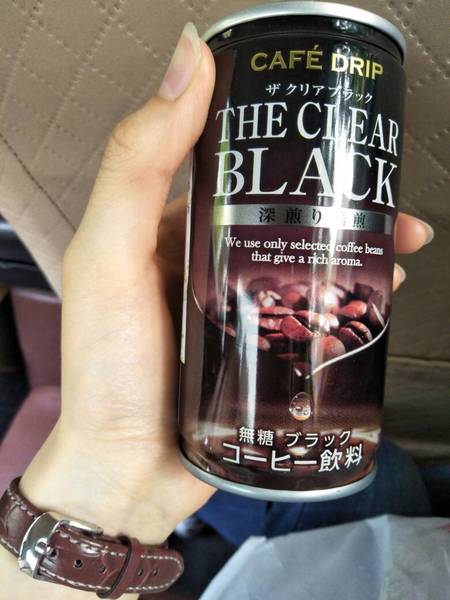 CAFÉ DRIP
ザ クリアブラック
THE CLEAR
BLACK
深煎り 焙煎
We use only selected coffee beans
that give a rich aroma.
無糖 ブラック
コーヒー飲料